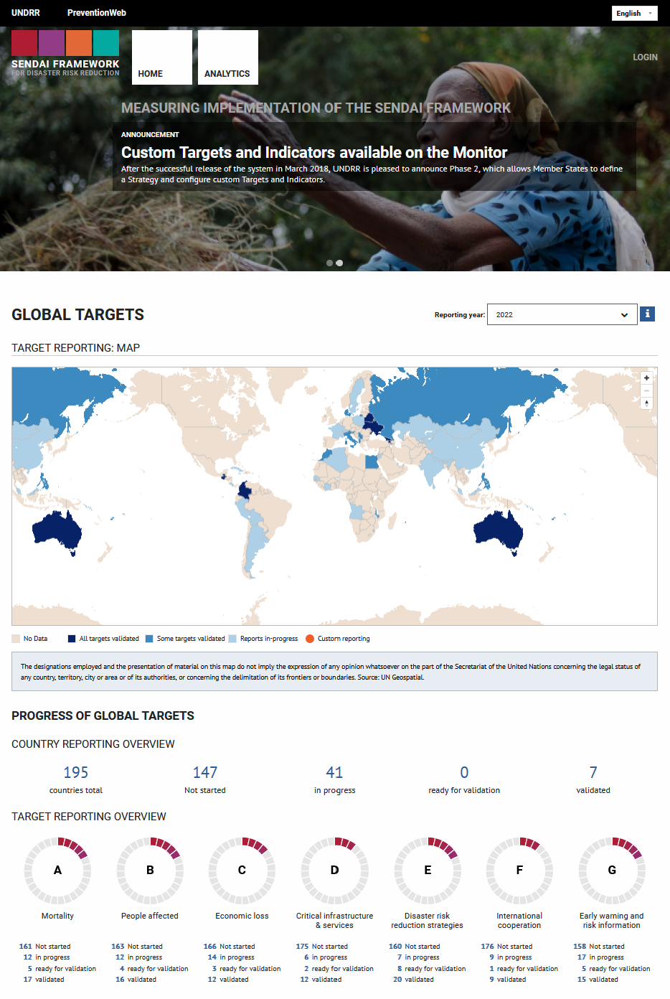 UNDRR PreventionWeb English
SENDAI FRAMEWORK
FOR DISASTER RISK REDUCTION
HOME ANALYTICS LOGIN
MEASURING IMPLEMENTATION OF THE SENDAI FRAMEWORK
ANNOUNCEMENT
Custom Targets and Indicators available on the Monitor
After the successful release of the system in March 2018, UNDRR is pleased to announce Phase 2, which allows Member States to define
a Strategy and configure custom Targets and Indicators.
GLOBAL TARGETS Reporting year: 2022 i
TARGET REPORTING: MAP
No Data All targets validated Some targets validated Reports in-progress Custom reporting
The designations employed and the presentation of material on this map do not imply the expression of any opinion whatsoever on the part of the Secretariat of the United Nations concerning the legal status of
any country, territory, city or area or of its authorities, or concerning the delimitation of its frontiers or boundaries. Source: UN Geospatial.
PROGRESS OF GLOBAL TARGETS
COUNTRY REPORTING OVERVIEW
195 147 41 0 7
countries total Not started in progress ready for validation validated
TARGET REPORTING OVERVIEW
A B C D E F G
Mortality People affected Economic loss Critical infrastructure Disaster risk International Early warning and
& services reduction strategies cooperation risk information
161 Not started 163 Not started 166 Not started 175 Not started 160 Not started 176 Not started 158 Not started
12 in progress 12 in progress 14 in progress 6 in progress 7 in progress 9 in progress 17 in progress
5 ready for validation 4 ready for validation 3 ready for validation 2 ready for validation 8 ready for validation 1 ready for validation 5 ready for validation
17 validated 16 validated 12 validated 12 validated 20 validated 9 validated 15 validated